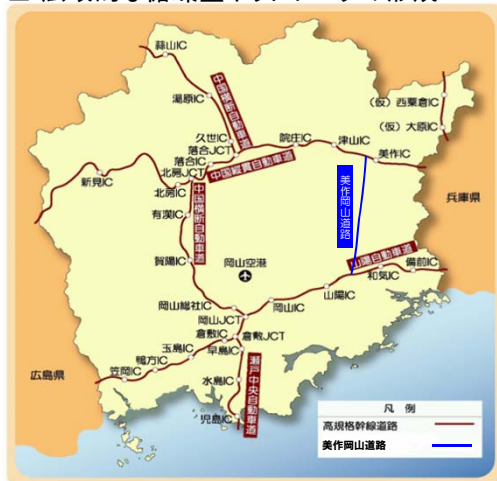 蒜山IC
湯原IC
中国横断自動車道
(仮)西粟倉IC
(仮)大原IC
久世IC
落合JCT
落合IC
院庄IC
津山IC
美作IC
北房JCT
中国縦貫自動車道
新見IC
北房IC
有漢IC
中国横断自動車道
美作岡山道路
兵庫県
賀陽IC
岡山空港
山陽自動車道
備前IC
和気IC
山陽IC
岡山総社IC
岡山IC
岡山JCT
倉敷IC
倉敷JCT
玉島IC
早島IC
鴨方IC
笠岡IC
広島県
水島IC
児島IC
瀬戸中央自動車道
凡 例
高規格幹線道路
美作岡山道路